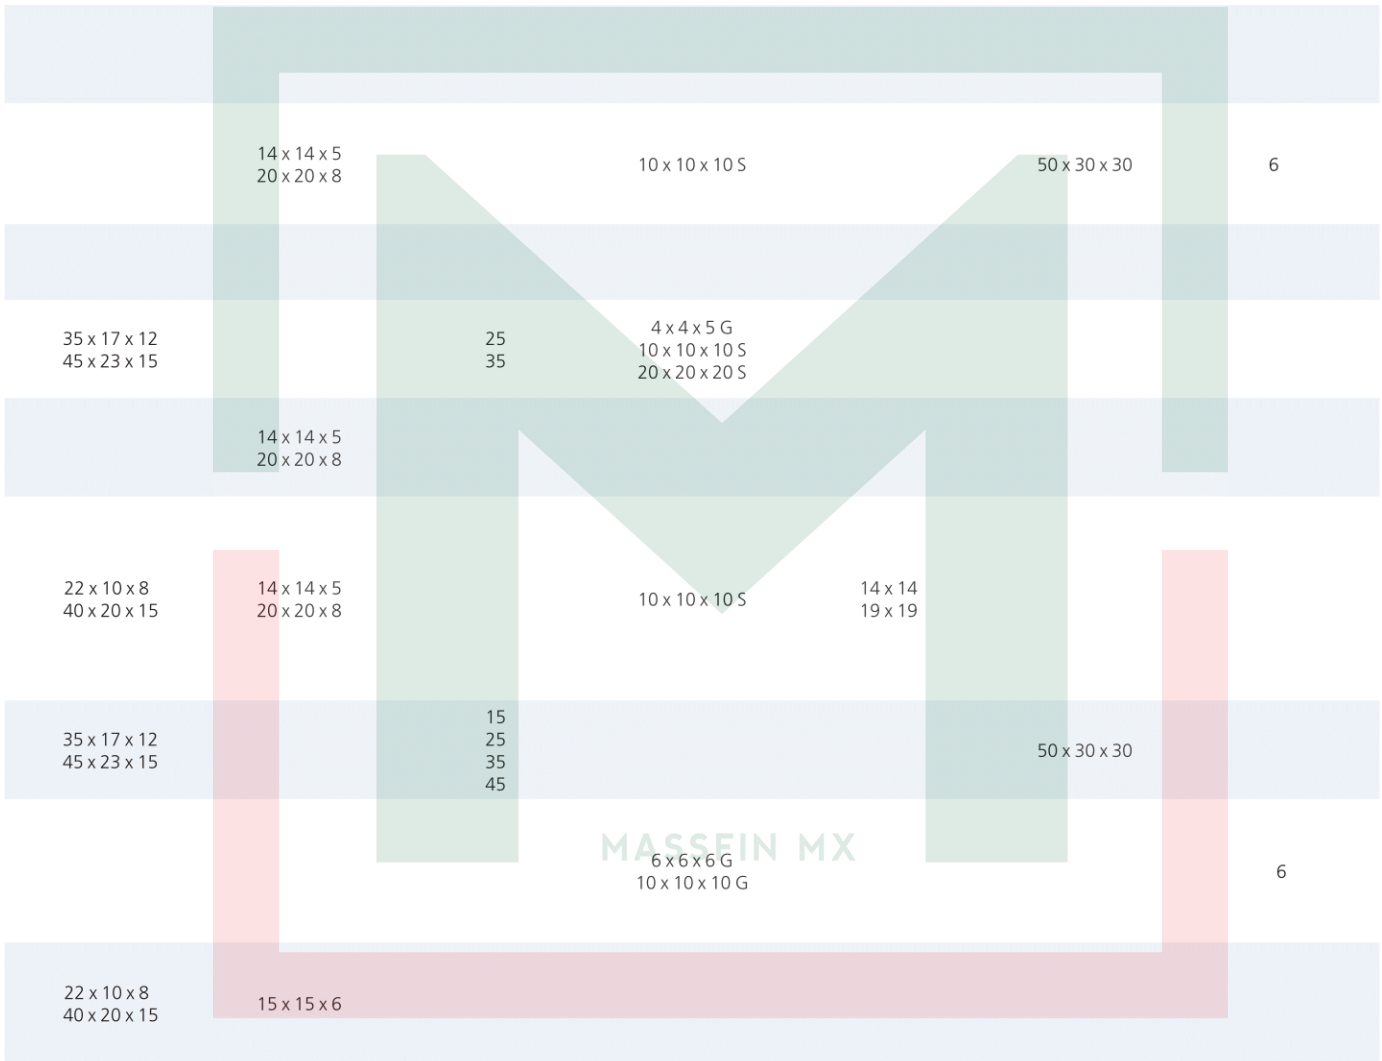 14 x 14 x 5
20 x 20 x 8
10 x 10 x 10 S
50 x 30 x 30
6
35 x 17 x 12
45 x 23 x 15
25
35
4 x 4 x 5 G
10 x 10 x 10 S
20 x 20 x 20 S
14 x 14 x 5
20 x 20 x 8
22 x 10 x 8
40 x 20 x 15
14 x 14 x 5
20 x 20 x 8
10 x 10 x 10 S
14 x 14
19 x 19
35 x 17 x 12
45 x 23 x 15
15
25
35
45
50 x 30 x 30
MASSEIN MX
6 x 6 x 6 G
10 x 10 x 10 G
6
22 x 10 x 8
40 x 20 x 15
15 x 15 x 6